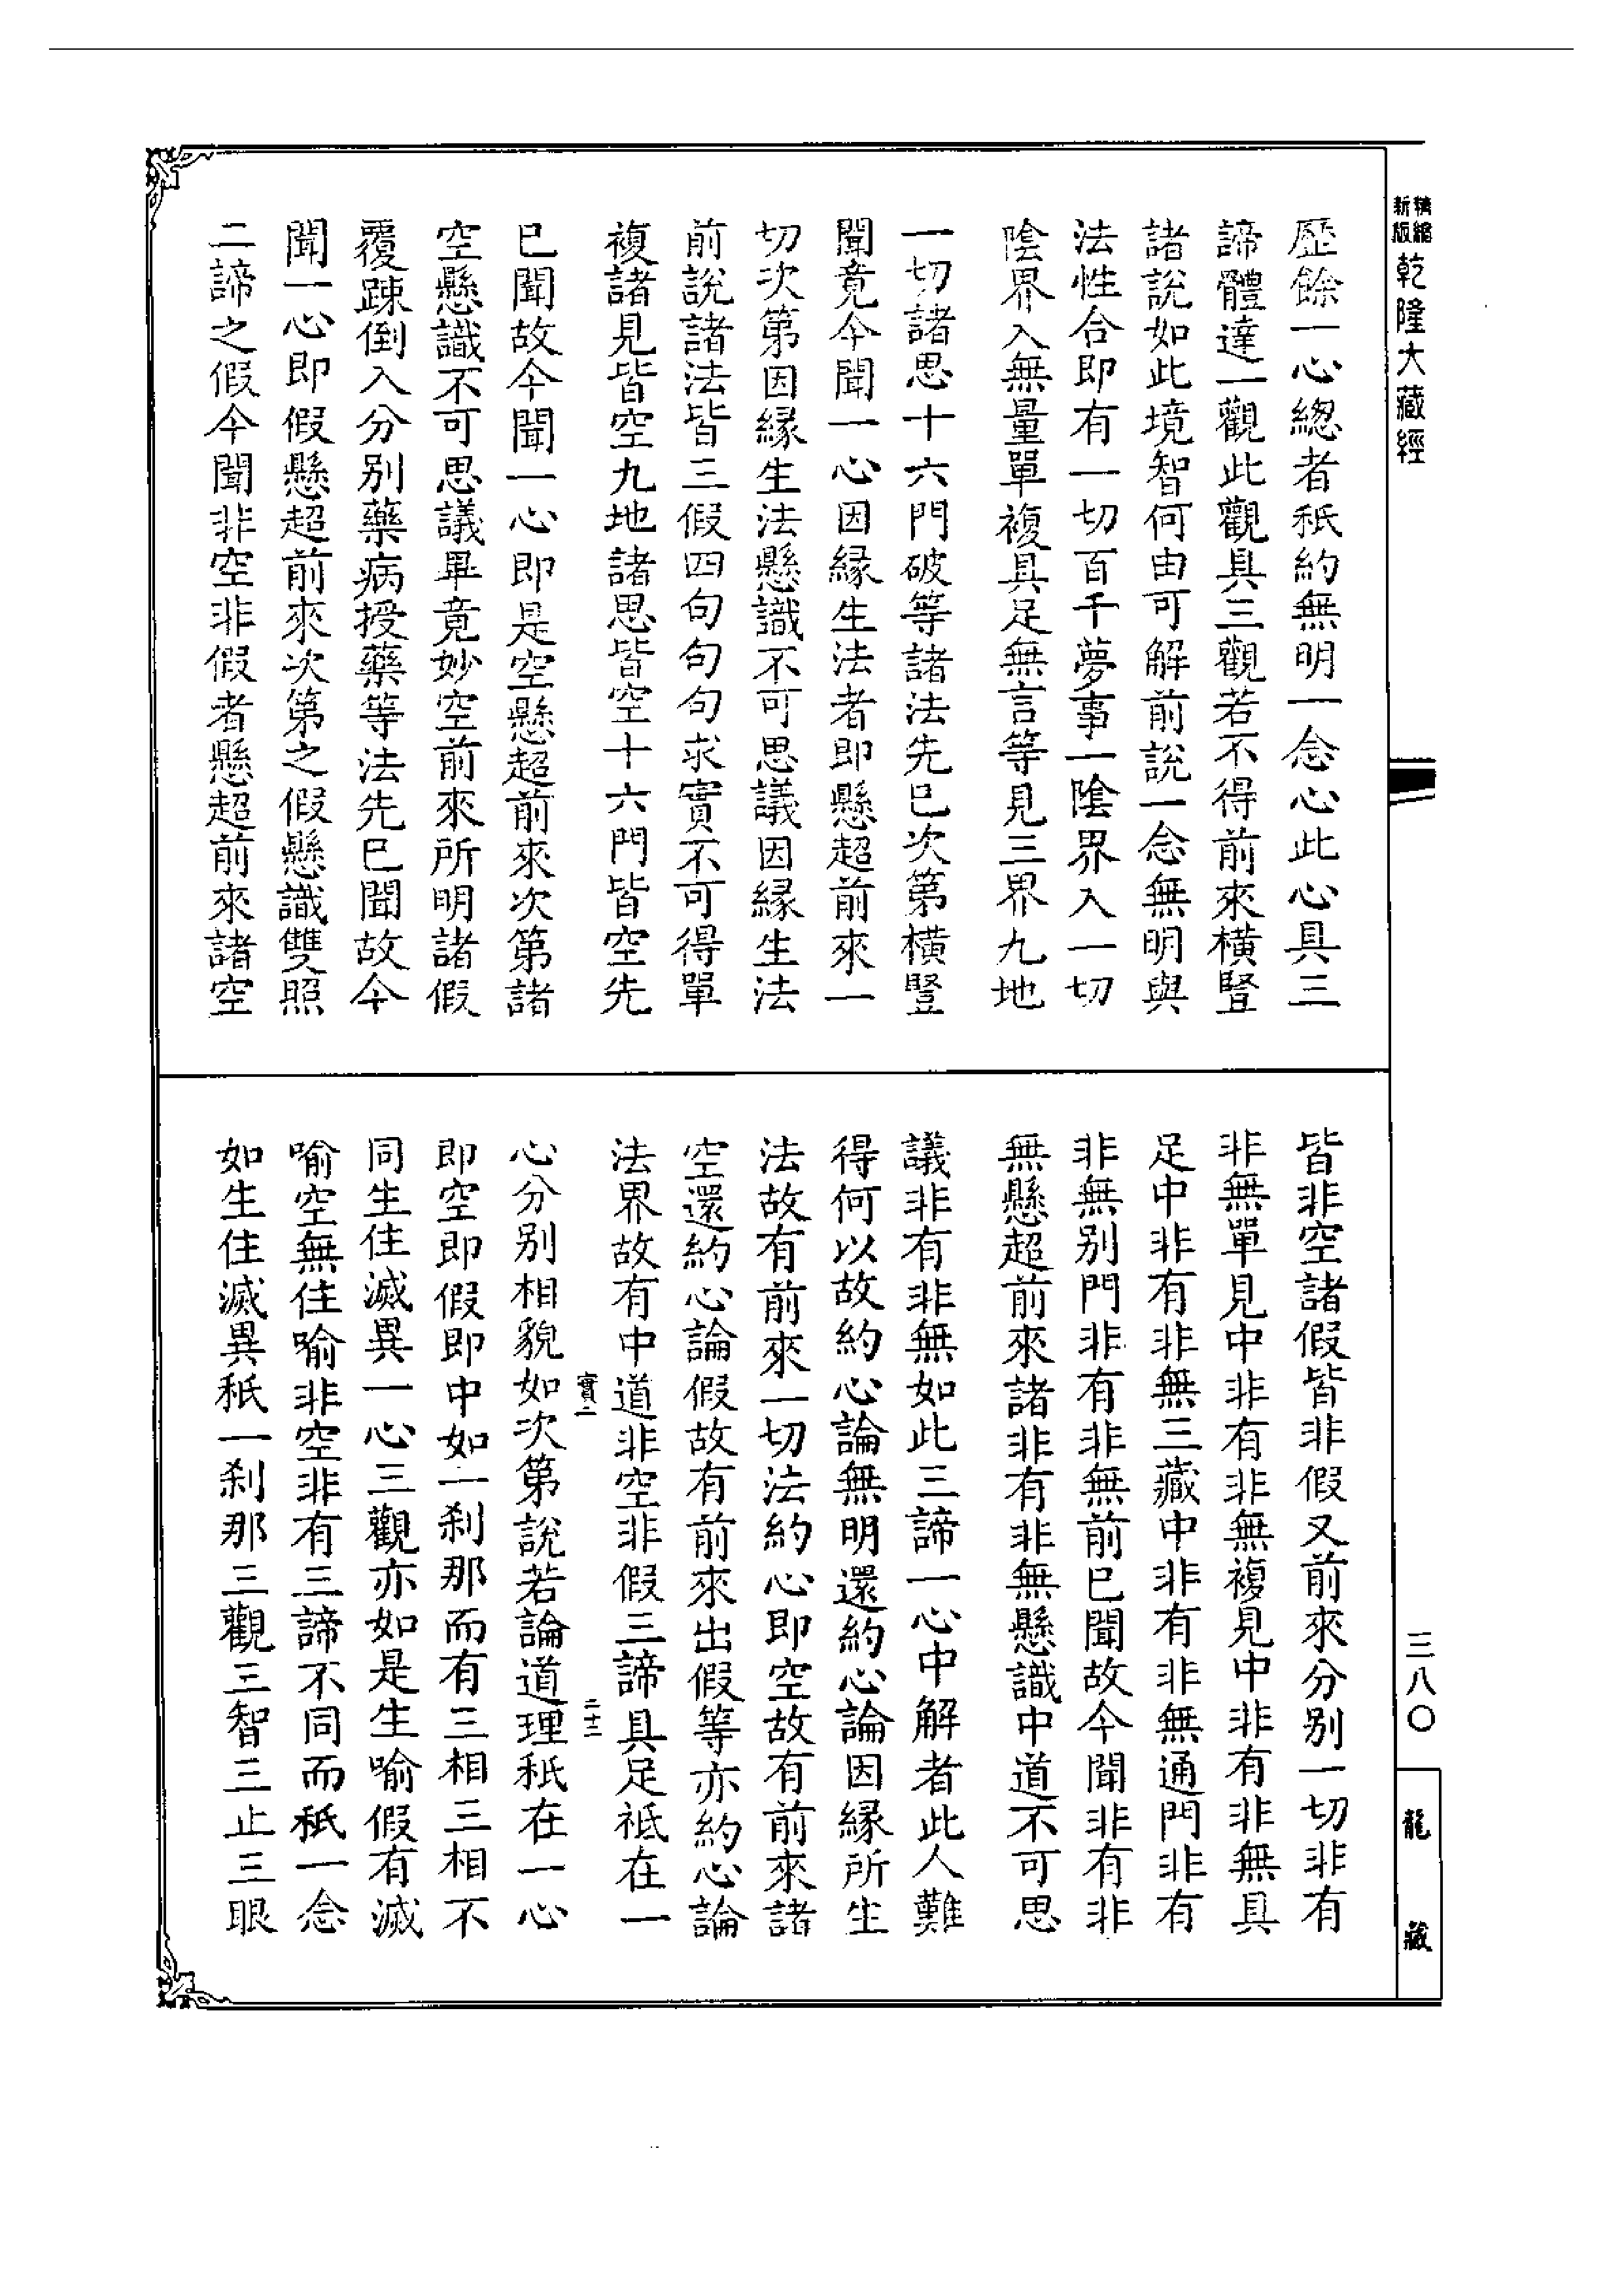 精縮新版乾隆大藏經
歷餘一心總者秖約無明一念心此心具三
諦體達一觀此觀具三觀若不得前來橫豎
諸說如此境智何由可解前說一念無明與
法性合即有一切百千夢事一陰界入一切
陰界入無量單複具足無言等見三界九地
一切諸思十六門破等諸法先已次第橫豎
聞竟今聞一心因緣生法者即懸超前來一
切次第因緣生法懸識不可思議因緣生法
前說諸法皆三假四句句句求實不可得單
複諸見皆空九地諸思皆空十六門皆空先
已聞故今聞一心即是空懸超前來次第諸
空懸識不可思議畢竟妙空前來所明諸假
覆踈倒入分別藥病授藥等法先已聞故今
聞一心即假懸超前來次第之假懸識雙照
二諦之假今聞非空非假者懸超前來諸空
皆非空諸假皆非假又前來分別一切非有
非無單見中非有非無複見中非有非無具
足中非有非無三藏中非有非無通門非有
非無別門非有非無前已聞故今聞非有非
無懸超前來諸非有非無懸識中道不可思
議非有非無如此三諦一心中解者此人難
得何以故約心論無明還約心論因緣所生
法故有前來一切法約心即空故有前來諸
空還約心論假故有前來出假等亦約心論
法界故有中道非空非假三諦具足祇在一
寶二
二十二
心分別相貌如次第說若論道理秖在一心
即空即假即中如一剎那而有三相三相不
同生住滅異一心三觀亦如是生喻假有滅
喻空無住喻非空非有三諦不同而秖一念
如生住滅異秖一剎那三觀三智三止三眼
三八〇
龍藏